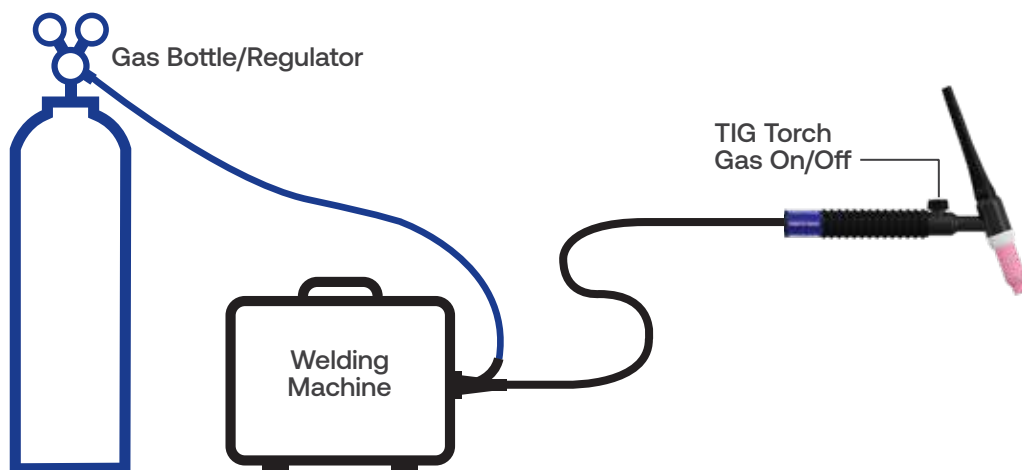 Gas Bottle/Regulator
TIG Torch
Gas On/Off
Welding
Machine